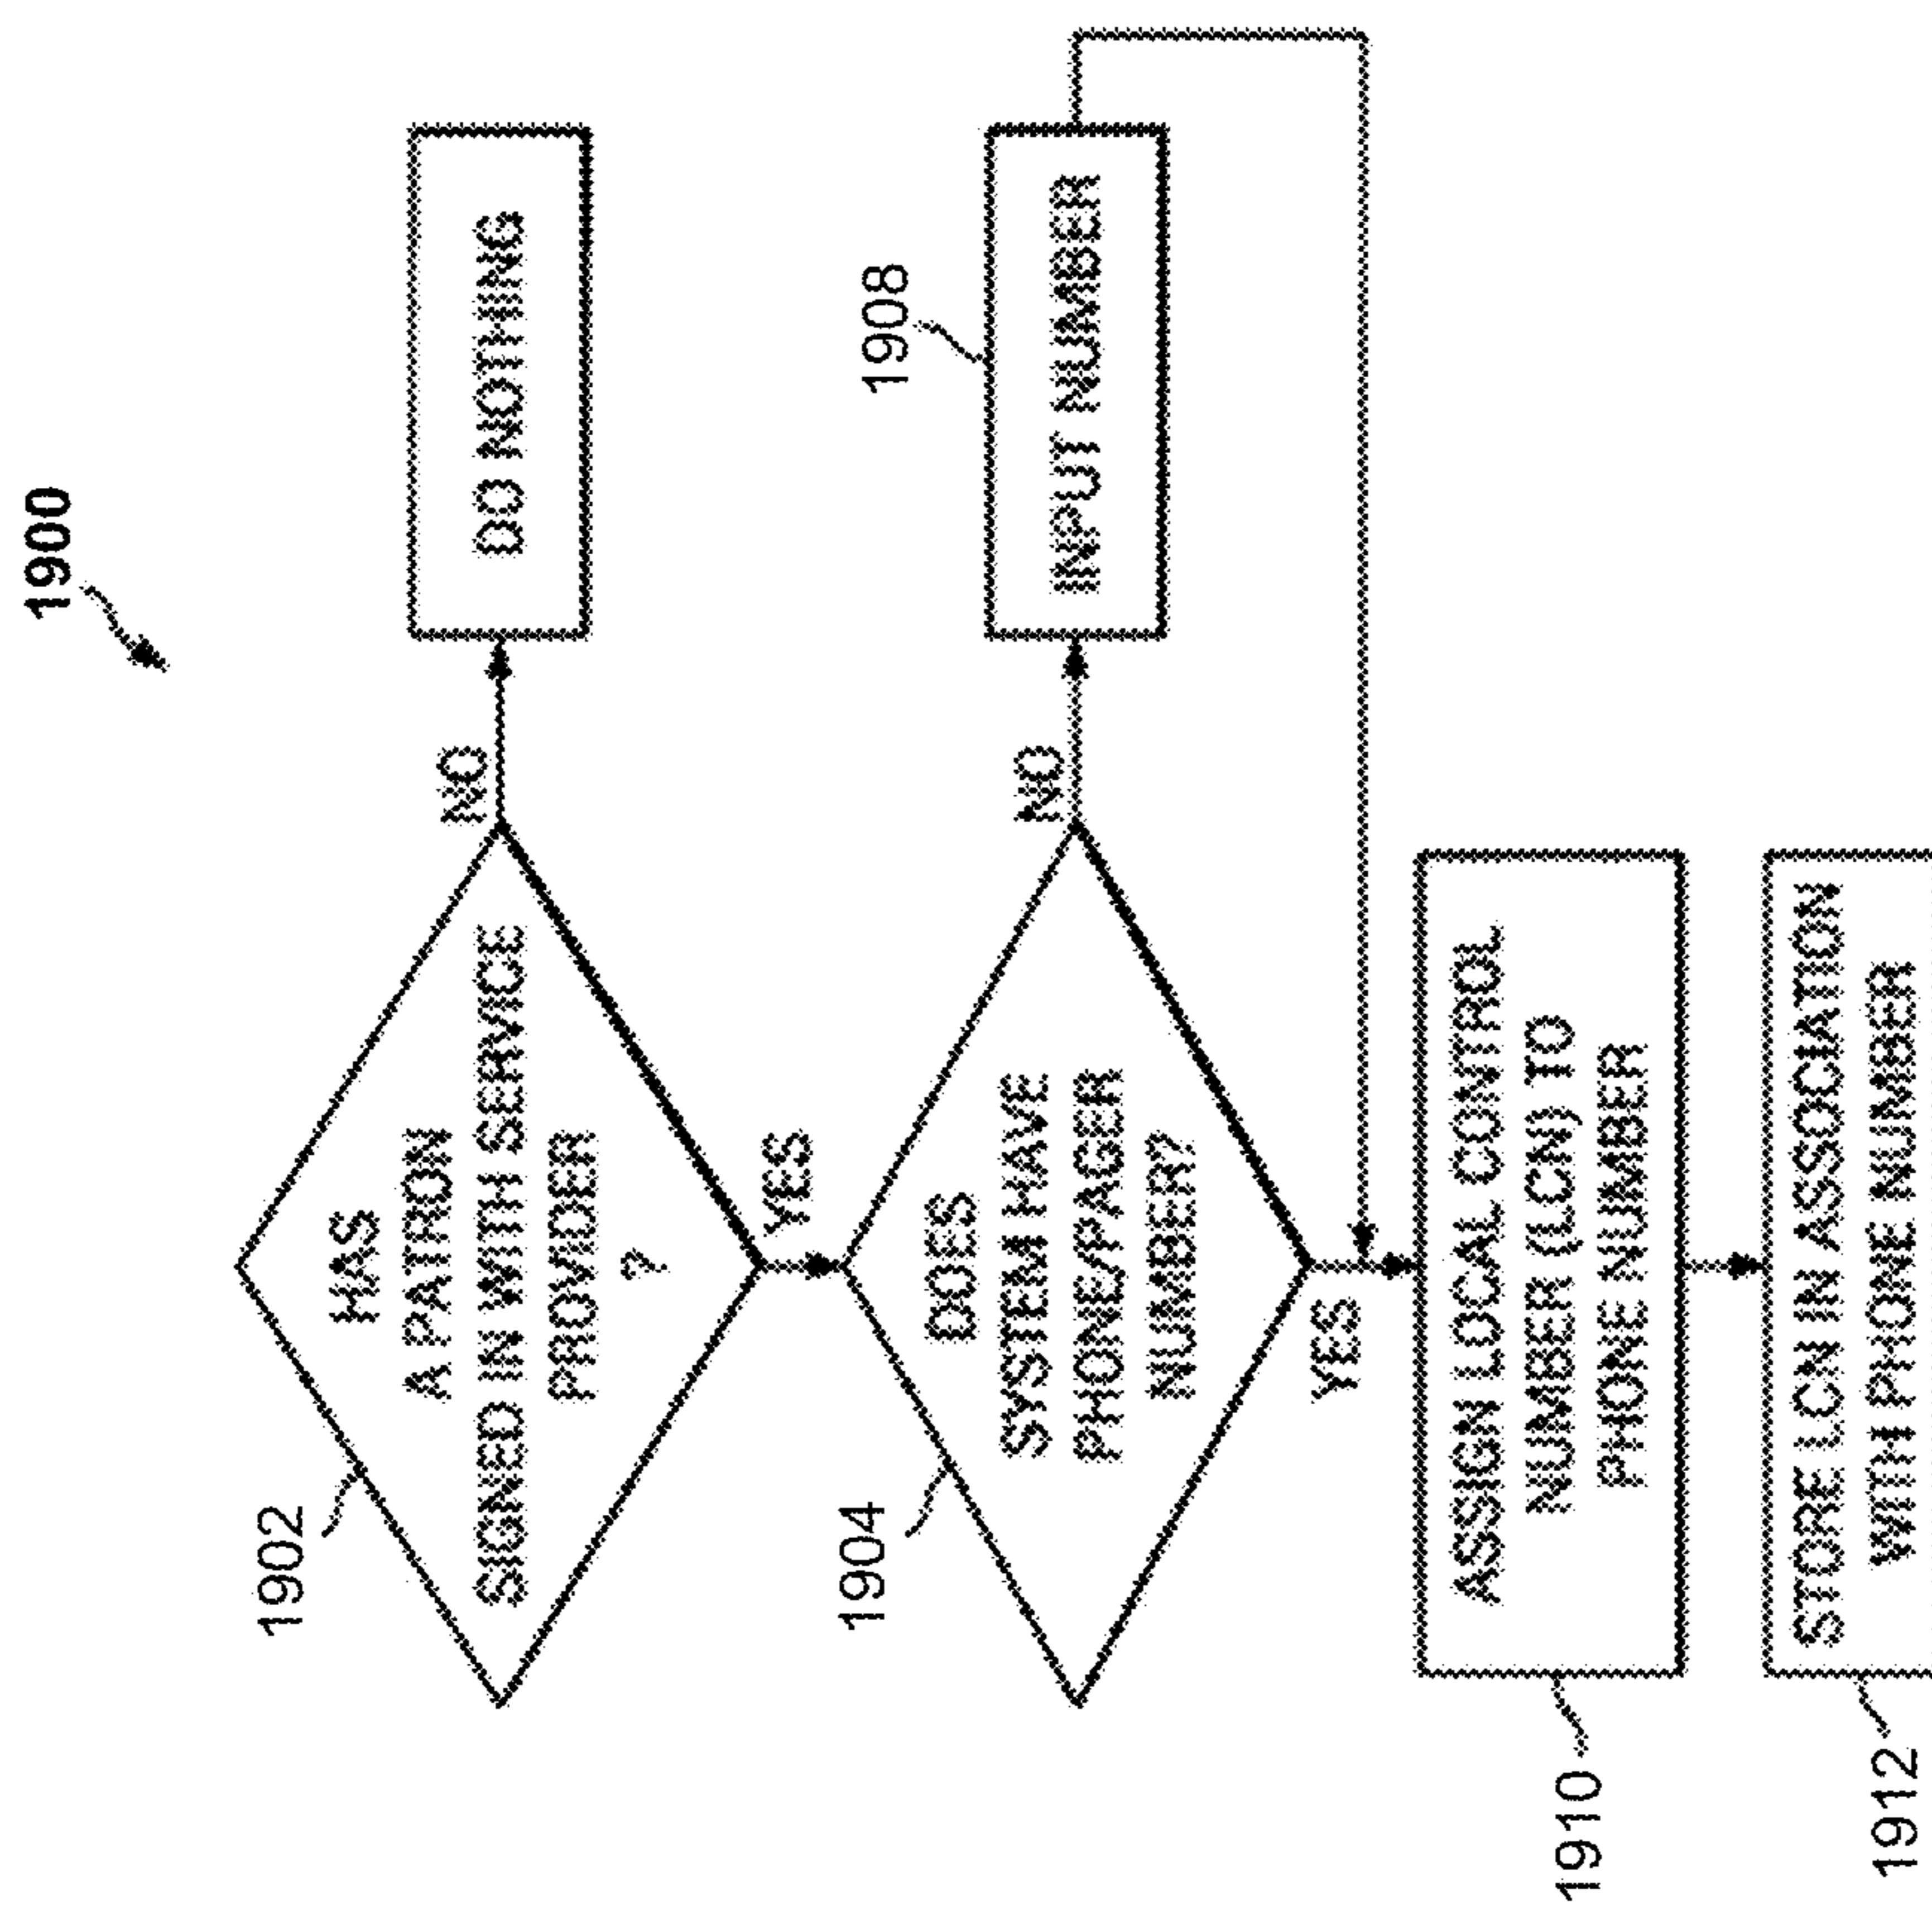 1900
1902
HAS
A PATRON
SIGNED IN WITH SERVICE
PROVIDER
?
NO
DO NOTHING
YES
1904
DOES
SYSTEM HAVE
PHONE/PAGER
NUMBER?
NO
1908
INPUT NUMBER
YES
1910
ASSIGN LOCAL CONTROL
NUMBER (LCN) TO
PHONE NUMBER
1912
STORE LCN IN ASSOCIATION
WITH PHONE NUMBER